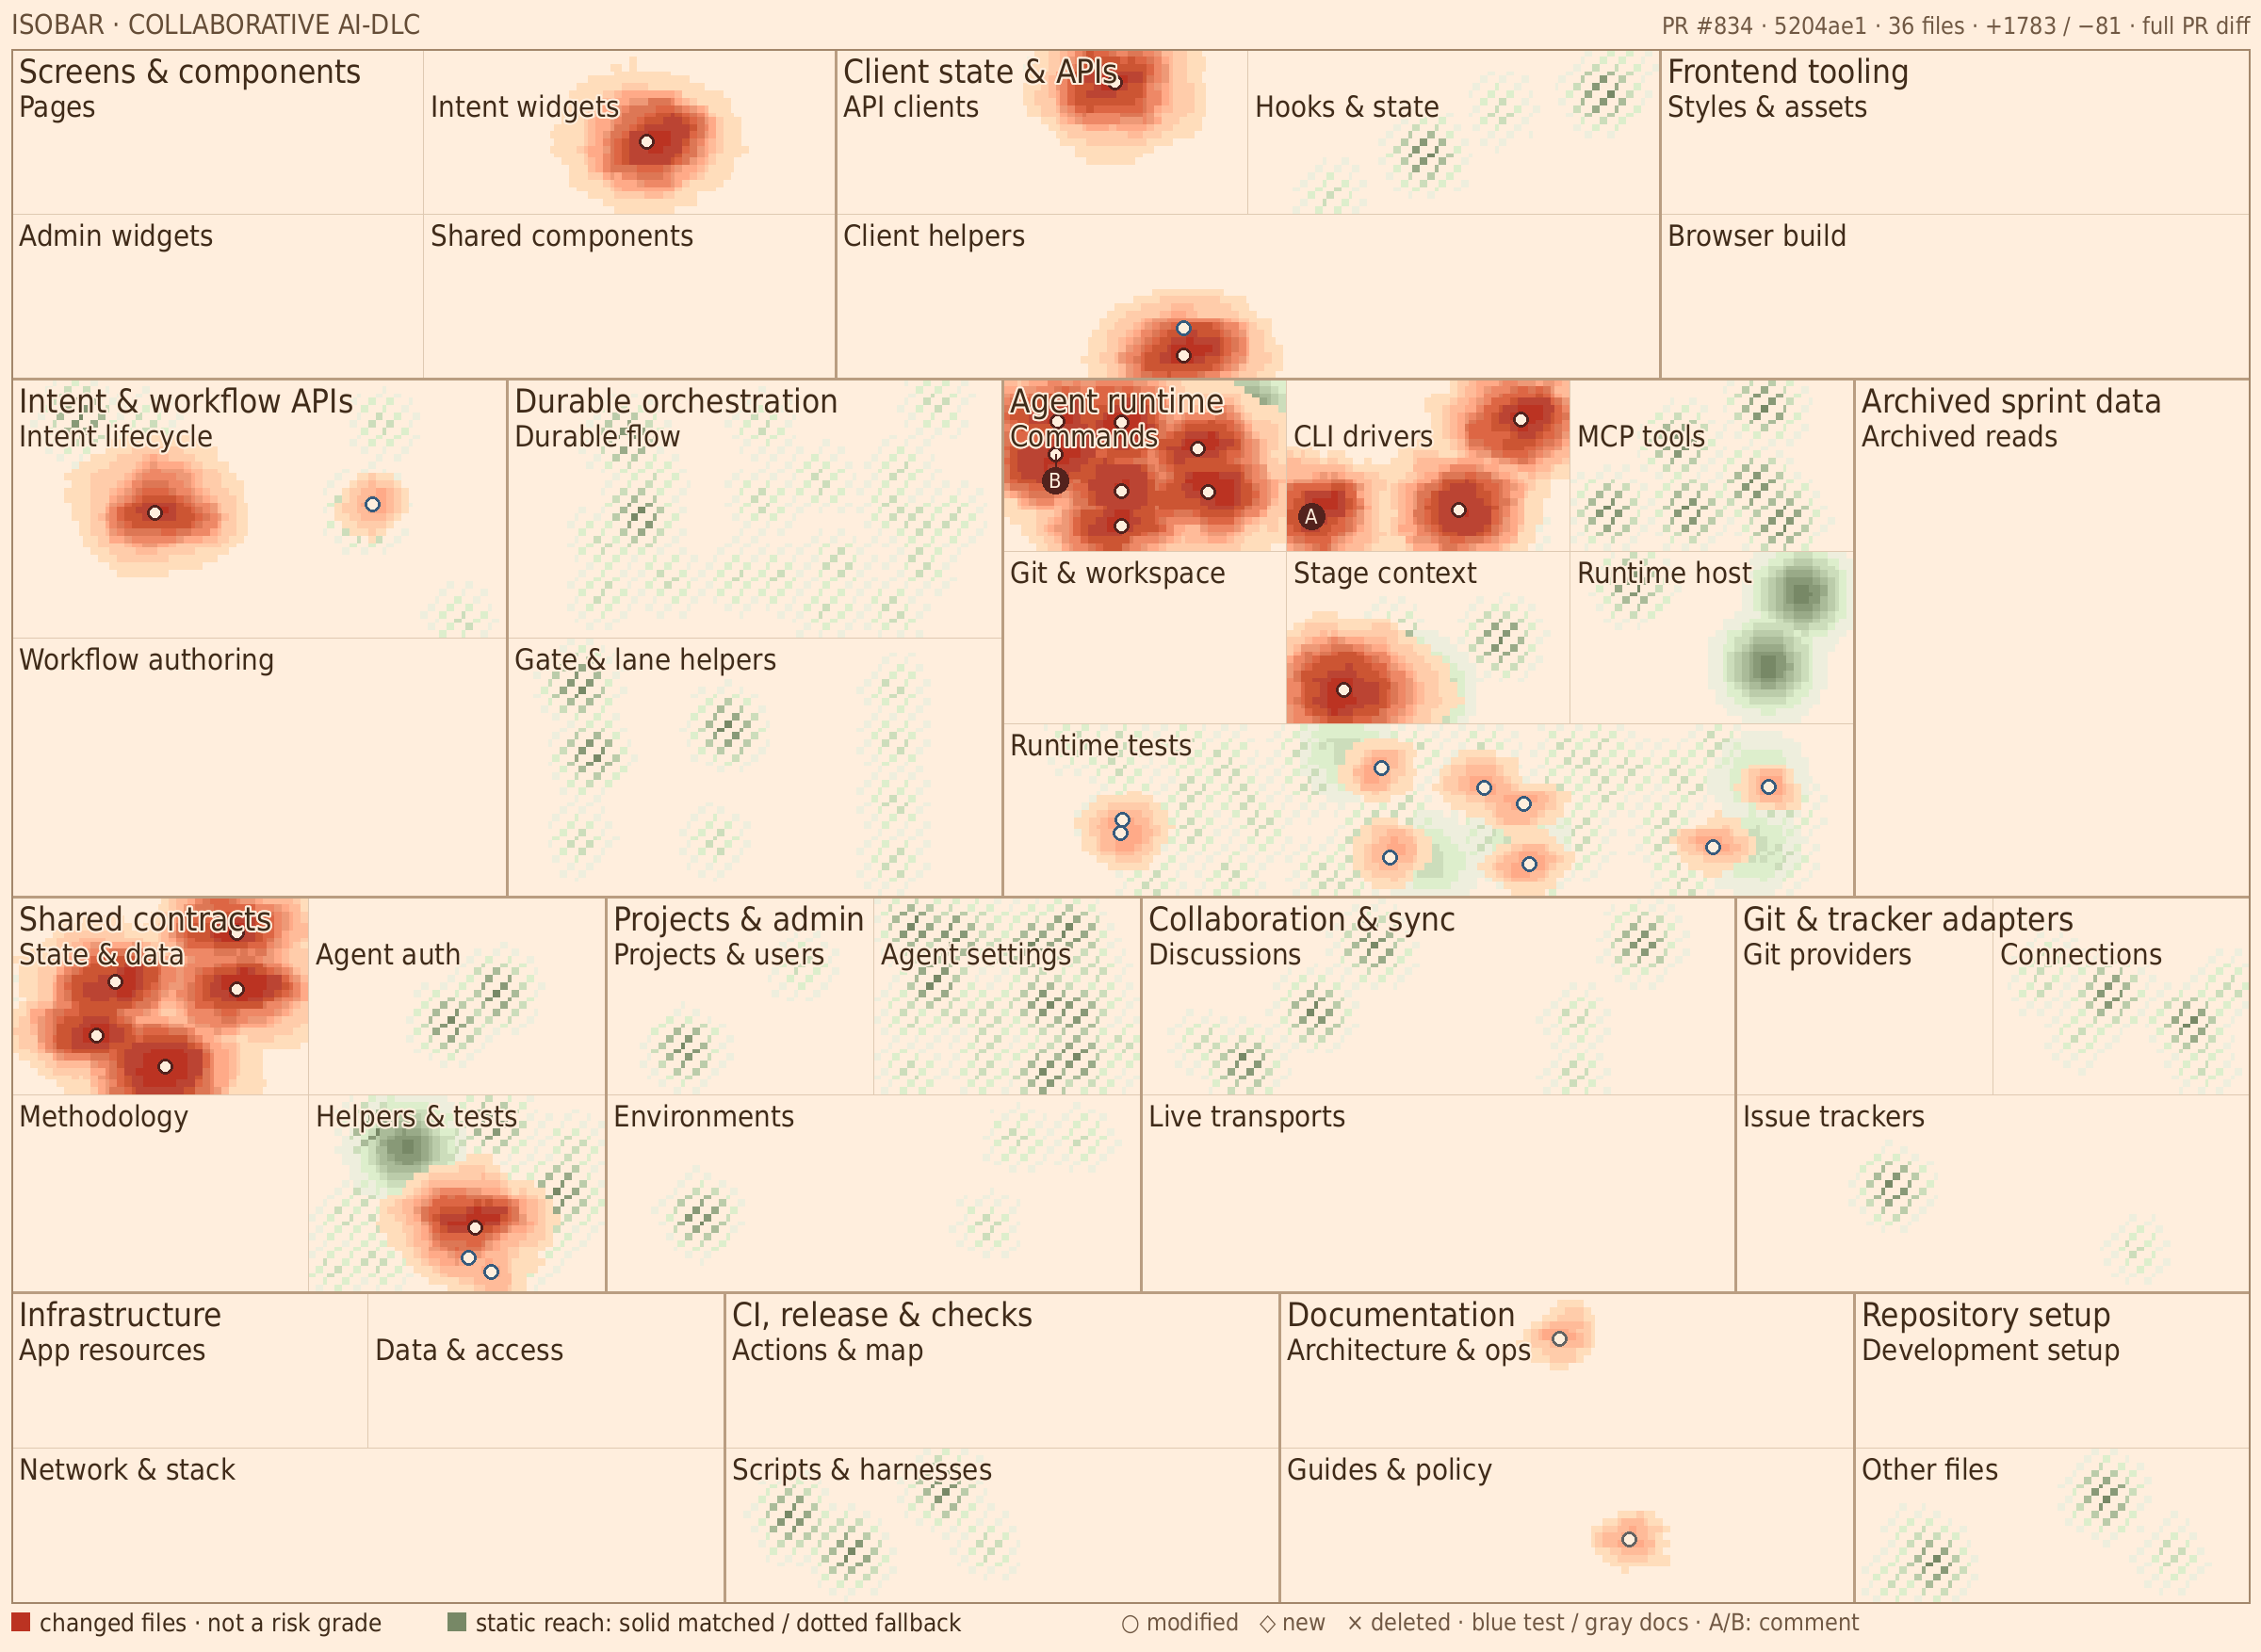 ISOBAR · COLLABORATIVE AI-DLC
PR #834 · 5204ae1 · 36 files · +1783 / −81 · full PR diff
Screens & components
Pages
Intent widgets
Client state & APIs
API clients
Hooks & state
Frontend tooling
Styles & assets
Admin widgets
Shared components
Client helpers
Browser build
Intent & workflow APIs
Intent lifecycle
Durable orchestration
Durable flow
Agent runtime
Commands
B
CLI drivers
A
MCP tools
Archived sprint data
Archived reads
Git & workspace
Stage context
Runtime host
Workflow authoring
Gate & lane helpers
Runtime tests
Shared contracts
State & data
Agent auth
Projects & admin
Projects & users
Agent settings
Collaboration & sync
Discussions
Git & tracker adapters
Git providers
Connections
Methodology
Helpers & tests
Environments
Live transports
Issue trackers
Infrastructure
App resources
Data & access
CI, release & checks
Actions & map
Documentation
Architecture & ops
Repository setup
Development setup
Network & stack
Scripts & harnesses
Guides & policy
Other files
changed files · not a risk grade
static reach: solid matched / dotted fallback
○ modified ◇ new × deleted · blue test / gray docs · A/B: comment